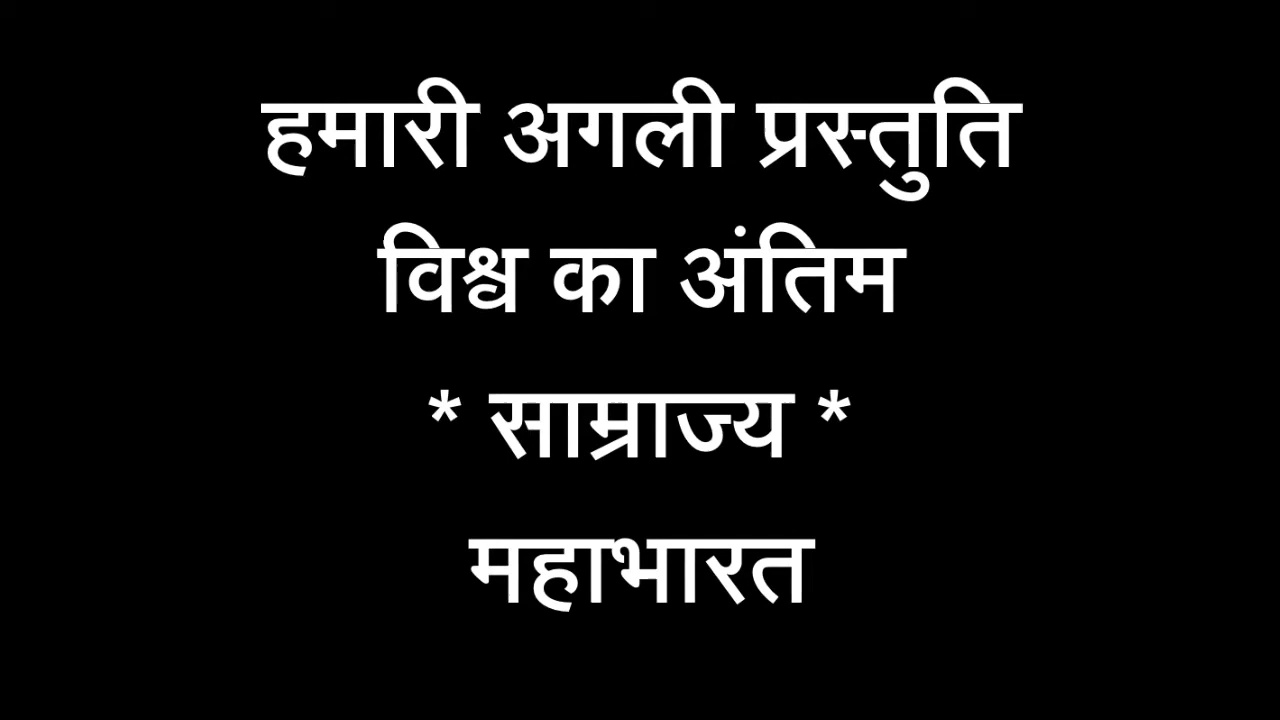 हमारी अगली प्रस्तुति
विश्व का अंतिम
* साम्राज्य *
महाभारत